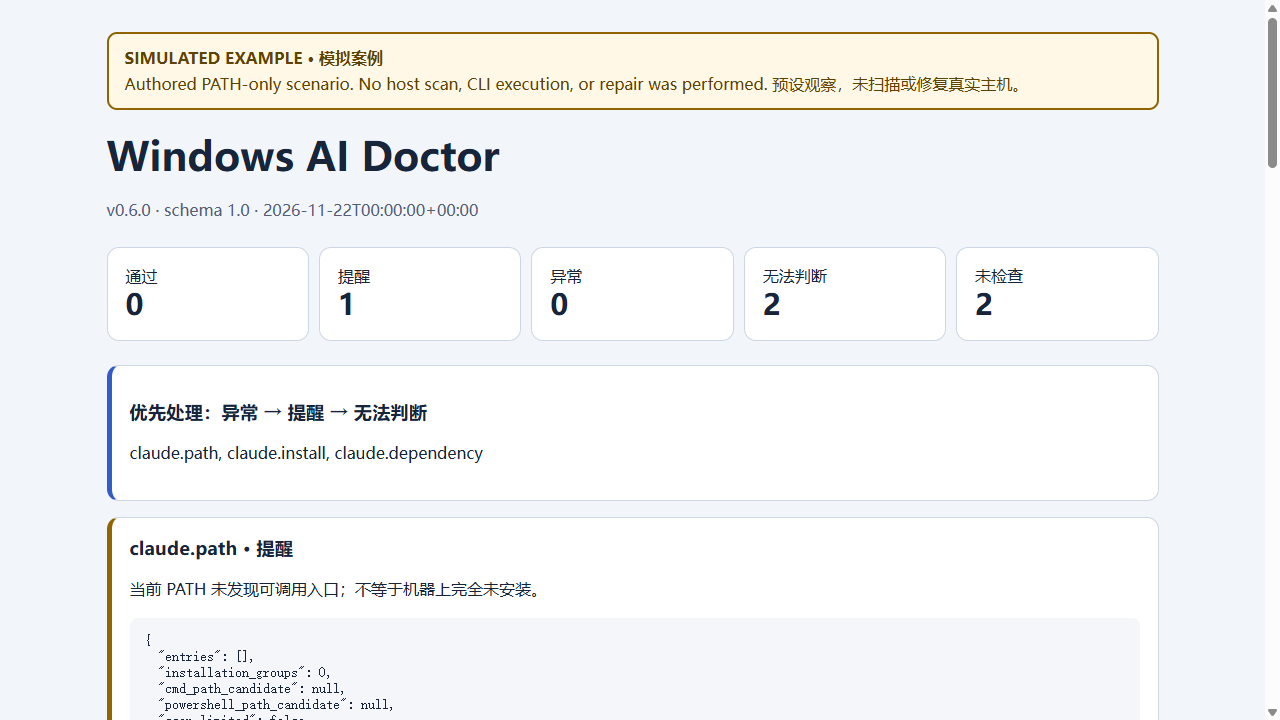 SIMULATED EXAMPLE • 模拟案例
Authored PATH-only scenario. No host scan, CLI execution, or repair was performed. 预设观察，未扫描或修复真实主机。
Windows AI Doctor
v0.6.0 · schema 1.0 · 2026-11-22T00:00:00+00:00
通过
0
提醒
1
异常
0
无法判断
2
未检查
2
优先处理：异常 → 提醒 → 无法判断
claude.path, claude.install, claude.dependency
claude.path • 提醒
当前 PATH 未发现可调用入口；不等于机器上完全未安装。
{
"entries": [],
"installation_groups": 0,
"cmd_path_candidate": null,
"powershell_path_candidate": null,